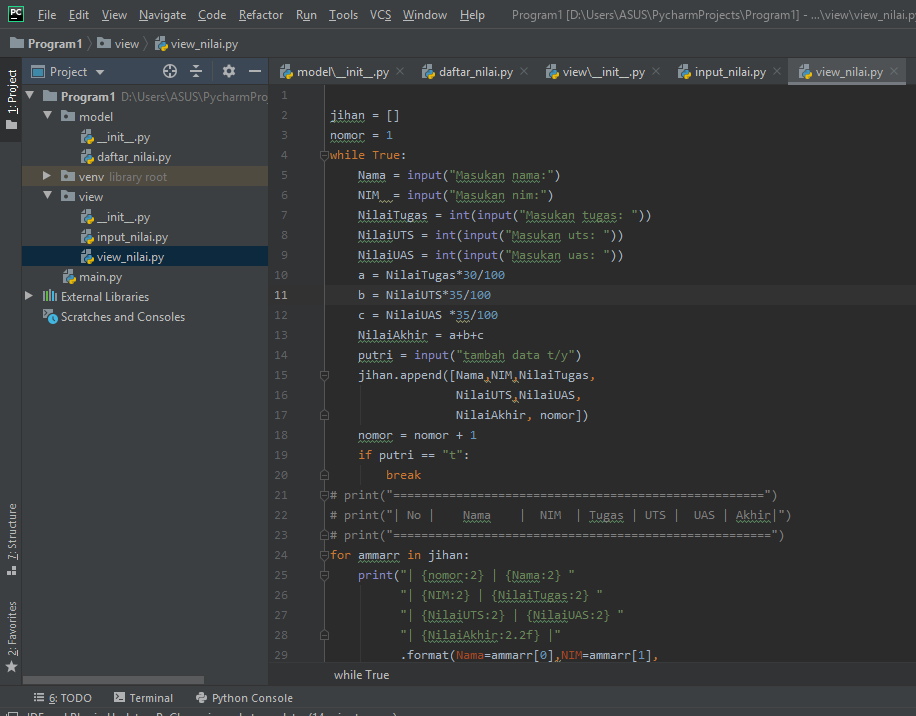 PC File Edit View Navigate Code Refactor Run Tools VCS Window Help Program1 [D:\Users\ASUS\PycharmProjects\Program1] - ...\view\view_nilai.py
Program1 view view_nilai.py
Project
model\__init__.py daftar_nilai.py view\__init__.py input_nilai.py view_nilai.py
1: Project
Program1 D:\Users\ASUS\PycharmPro
model
__init__.py
daftar_nilai.py
venv library root
view
__init__.py
input_nilai.py
view_nilai.py
main.py
External Libraries
Scratches and Consoles
7: Structure
2: Favorites
1
2 jihan = []
3 nomor = 1
4 while True:
5     Nama = input("Masukan nama:")
6     NIM  = input("Masukan nim:")
7     NilaiTugas = int(input("Masukan tugas: "))
8     NilaiUTS = int(input("Masukan uts: "))
9     NilaiUAS = int(input("Masukan uas: "))
10     a = NilaiTugas*30/100
11     b = NilaiUTS*35/100
12     c = NilaiUAS *35/100
13     NilaiAkhir = a+b+c
14     putri = input("tambah data t/y")
15     jihan.append([Nama,NIM,NilaiTugas,
16                   NilaiUTS,NilaiUAS,
17                   NilaiAkhir, nomor])
18     nomor = nomor + 1
19     if putri == "t":
20         break
21 # print("=====================================================")
22 # print("| No |    Nama    |  NIM  | Tugas | UTS |  UAS | Akhir|")
23 # print("======================================================")
24 for ammarr in jihan:
25     print("| {nomor:2} | {Nama:2} "
26           "| {NIM:2} | {NilaiTugas:2} "
27           "| {NilaiUTS:2} | {NilaiUAS:2} "
28           "| {NilaiAkhir:2.2f} |"
29           .format(Nama=ammarr[0],NIM=ammarr[1],
while True
6: TODO Terminal Python Console